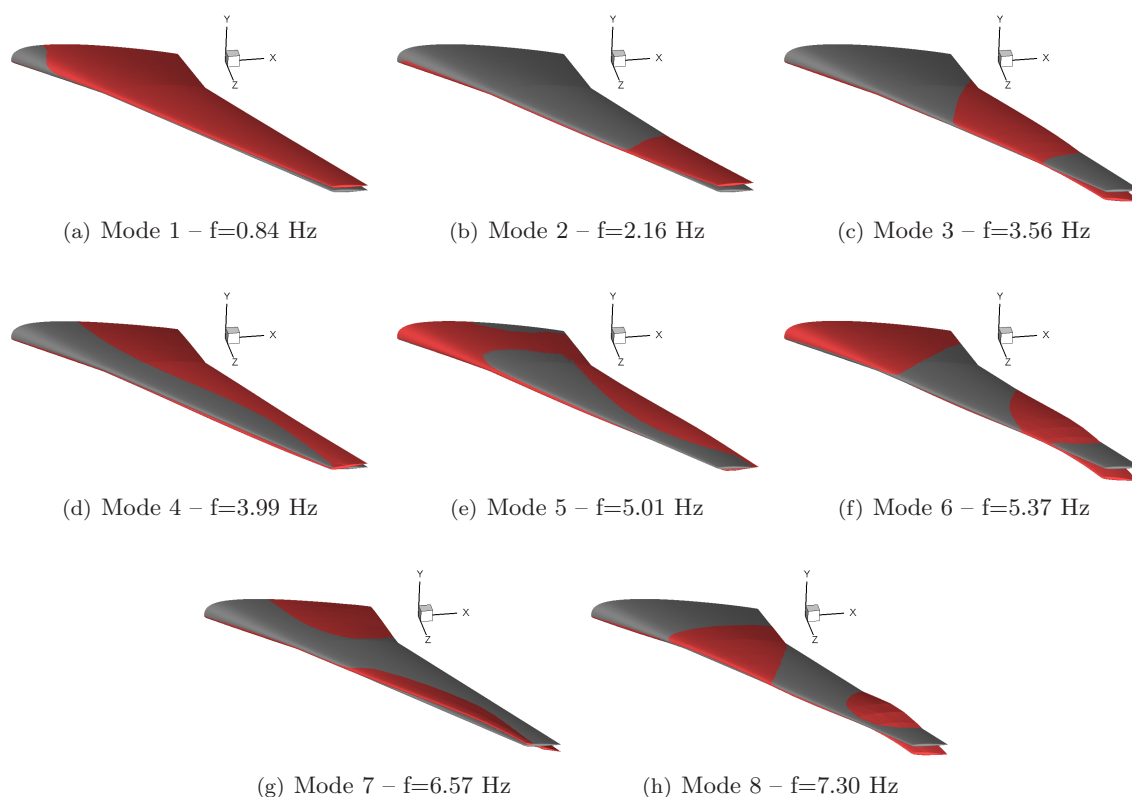 Y
X
Z
Y
X
Z
Y
X
Z
(a) Mode 1 – f=0.84 Hz
(b) Mode 2 – f=2.16 Hz
(c) Mode 3 – f=3.56 Hz
Y
X
Z
Y
X
Z
Y
X
Z
(d) Mode 4 – f=3.99 Hz
(e) Mode 5 – f=5.01 Hz
(f) Mode 6 – f=5.37 Hz
Y
X
Z
Y
X
Z
(g) Mode 7 – f=6.57 Hz
(h) Mode 8 – f=7.30 Hz